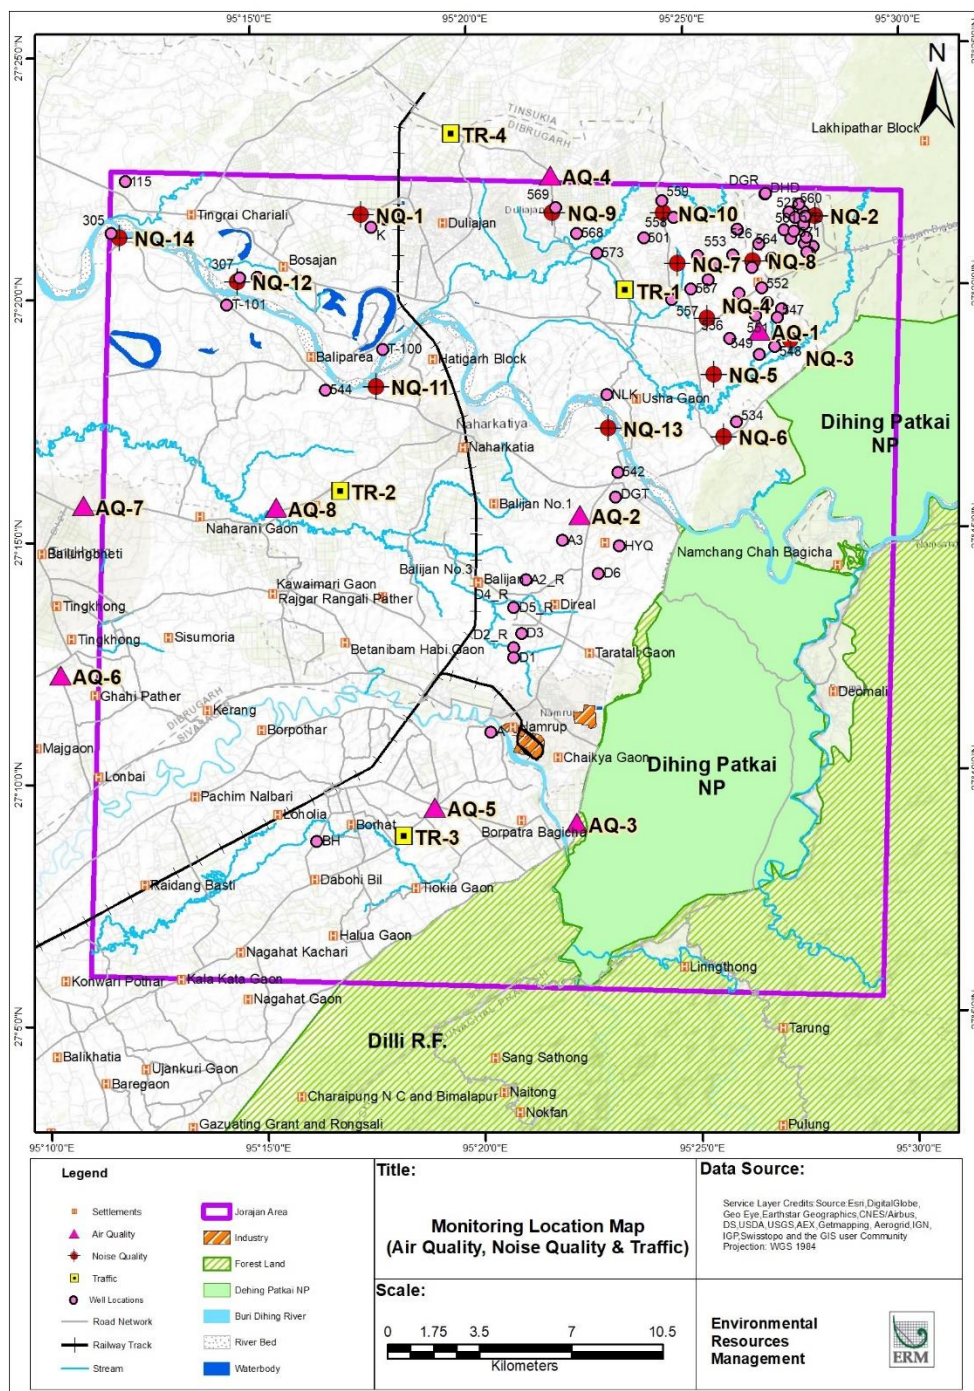 95°15'0"E
95°20'0"E
95°25'0"E
95°30'0"E
27°25'0"N
N
TINSUKIA
DIBRUGARH
TR-4
Lakhipathar Block
115
569
AQ-4
559
DGR
DHD
560
Tingrai Chariali
NQ-1
K
Duliajan
Duliajan
NQ-9
558
NQ-10
NQ-2
305
NQ-14
568
501
526
564
571
573
553
NQ-7
NQ-8
Bosajan
307
NQ-12
TR-1
567
552
27°20'0"N
T-101
557
NQ-4
547
551
AQ-1
549
548
NQ-3
T-100
Baliparea
Hatigarh Block
NQ-5
544
NQ-11
NLK
Usha Gaon
Dihing Patkai
NP
Naharkatiya
NQ-13
534
NQ-6
Naharkatia
542
TR-2
DGT
AQ-7
AQ-8
Balijan No.1
AQ-2
Naharani Gaon
27°15'0"N
A3
HYQ
Namchang Chah Bagicha
Balijan No.3
Balijan
A2_R
D6
Kawaimari Gaon
D4_R
Tingkhong
Rajgar Rangali Pather
D5_R
Direal
Tingkhong
Sisumoria
D2_R
D3
Betanibam Habi Gaon
D1
Taratali Gaon
AQ-6
Ghahi Pather
DIBRUGARH
SIVASAGAR
Deomali
Kerang
Borpothar
Namrup
Majgaon
Chaikya Gaon
Dihing Patkai
NP
27°10'0"N
Lonbai
Pachim Nalbari
AQ-5
Loholia
Borhat
Borpatra Bagicha
AQ-3
TR-3
BH
Raidang Basti
Dabohi Bil
Tiokia Gaon
Halua Gaon
Nagahat Kachari
Linngthong
Konwari Pothar
Kala Kata Gaon
Nagahat Gaon
27°5'0"N
Tarung
Dilli R.F.
Balikhatia
Sang Sathong
Ujankuri Gaon
Baregaon
Naitong
Charaipung N C and Bimalapur
Nokfan
Gazuating Grant and Rongsali
Pulung
95°10'0"E
95°15'0"E
95°20'0"E
95°25'0"E
95°30'0"E
Legend
Settlements
Air Quality
Noise Quality
Traffic
Well Locations
Road Network
Railway Track
Stream
Jorajan Area
Industry
Forest Land
Dehing Patkai NP
Buri Dihing River
River Bed
Waterbody
Title:
Monitoring Location Map
(Air Quality, Noise Quality & Traffic)
Scale:
0 1.75 3.5 7 10.5
Kilometers
Data Source:
Service Layer Credits:Source:Esri,DigitalGlobe,
Geo Eye,Earthstar Geographics,CNES/Airbus,
DS,USDA,USGS,AEX,Getmapping, Aerogrid,IGN,
IGP,Swisstopo and the GIS user Community
Projection: WGS 1984
Environmental
Resources
Management
ERM